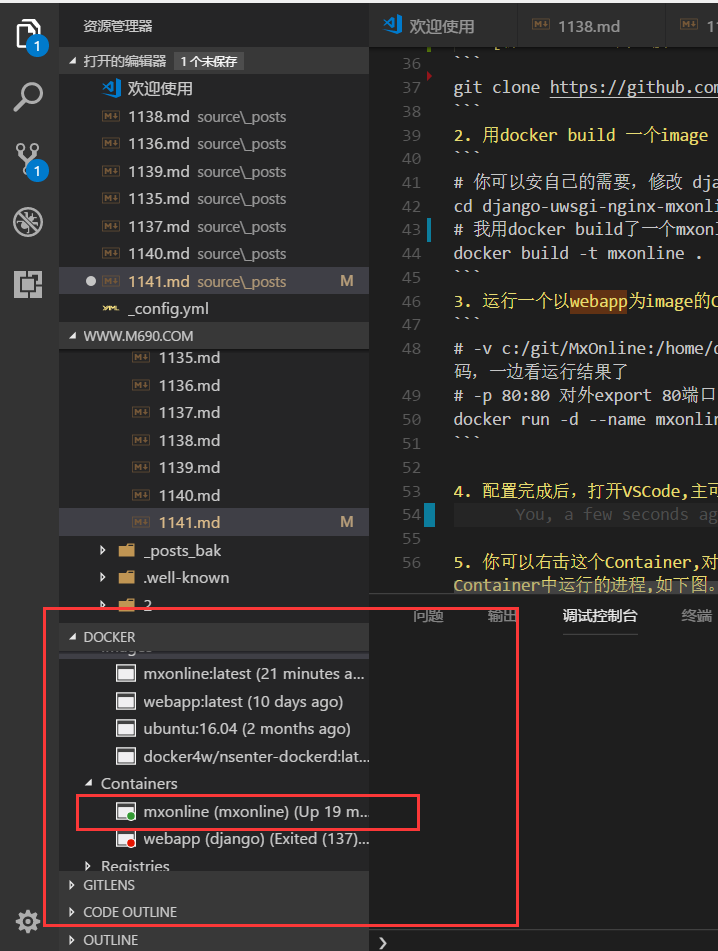 资源管理器
打开的编辑器 1 个未保存
欢迎使用
1138.md source\_posts
1136.md source\_posts
1139.md source\_posts
1135.md source\_posts
1137.md source\_posts
1140.md source\_posts
1141.md source\_posts M
_config.yml
WWW.M690.COM
1135.md
1136.md
1137.md
1138.md
1139.md
1140.md
1141.md M
_posts_bak
.well-known
2
DOCKER
Images
mxonline:latest (21 minutes a...
webapp:latest (10 days ago)
ubuntu:16.04 (2 months ago)
docker4w/nsenter-dockerd:lat...
Containers
mxonline (mxonline) (Up 19 m...
webapp (django) (Exited (137)...
Registries
GITLENS
CODE OUTLINE
OUTLINE
1
1
欢迎使用 1138.md 11
36 ```
37 git clone https://github.com
38 ```
39 2. 用docker build 一个image
40 ```
41 # 你可以安自己的需要，修改 dja
42 cd django-uwsgi-nginx-mxonli
43 # 我用docker build了一个mxonl
44 docker build -t mxonline .
45 ```
46 3. 运行一个以webapp为image的C
47 ```
48 # -v c:/git/MxOnline:/home/d
码，一边看运行结果了
49 # -p 80:80 对外export 80端口
50 docker run -d --name mxonlin
51 ```
52
53 4. 配置完成后，打开VSCode,主可
54 You, a few seconds ag
55
56 5. 你可以右击这个Container,对
Container中运行的进程,如下图。
问题 输出 调试控制台 终端